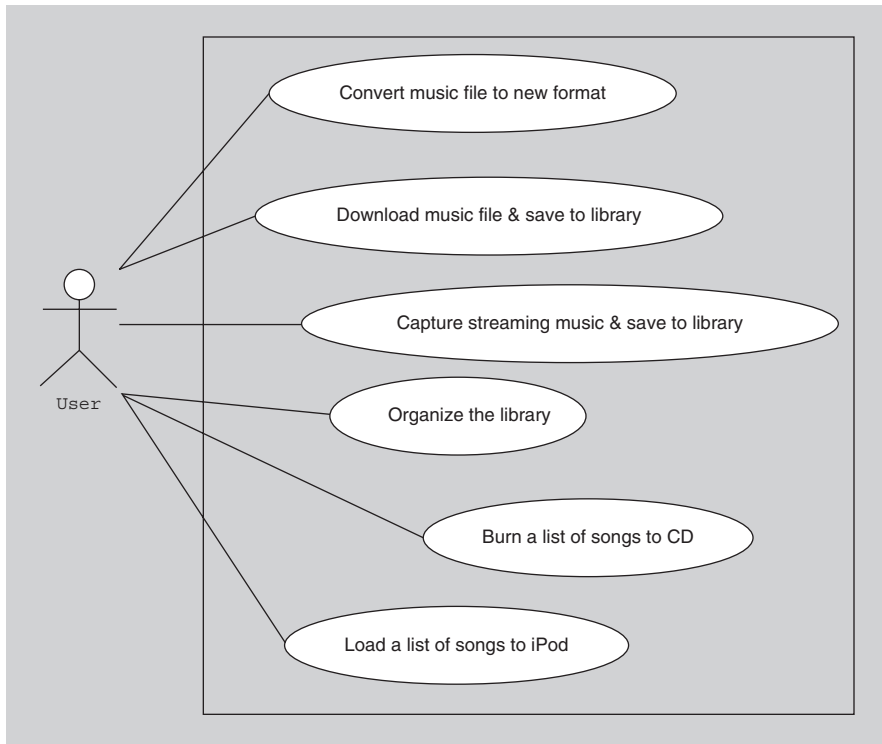 Convert music file to new format
Download music file & save to library
Capture streaming music & save to library
User
Organize the library
Burn a list of songs to CD
Load a list of songs to iPod